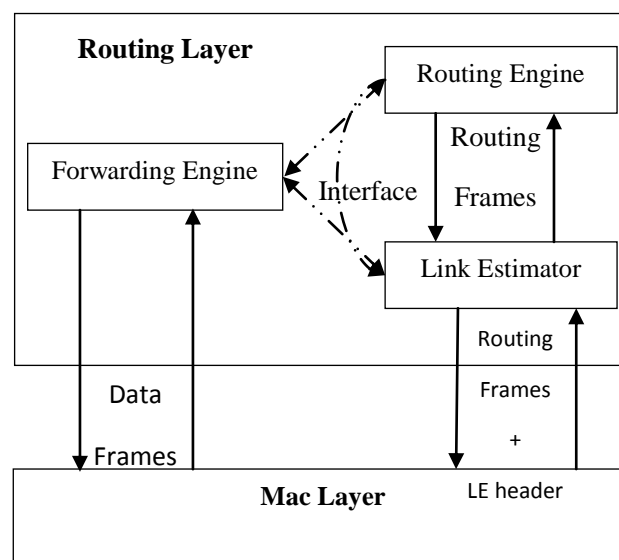 Routing Layer
Routing Engine
Routing
Forwarding Engine
Interface
Frames
Link Estimator
Routing
Data
Frames
Frames
+
Mac Layer
LE header